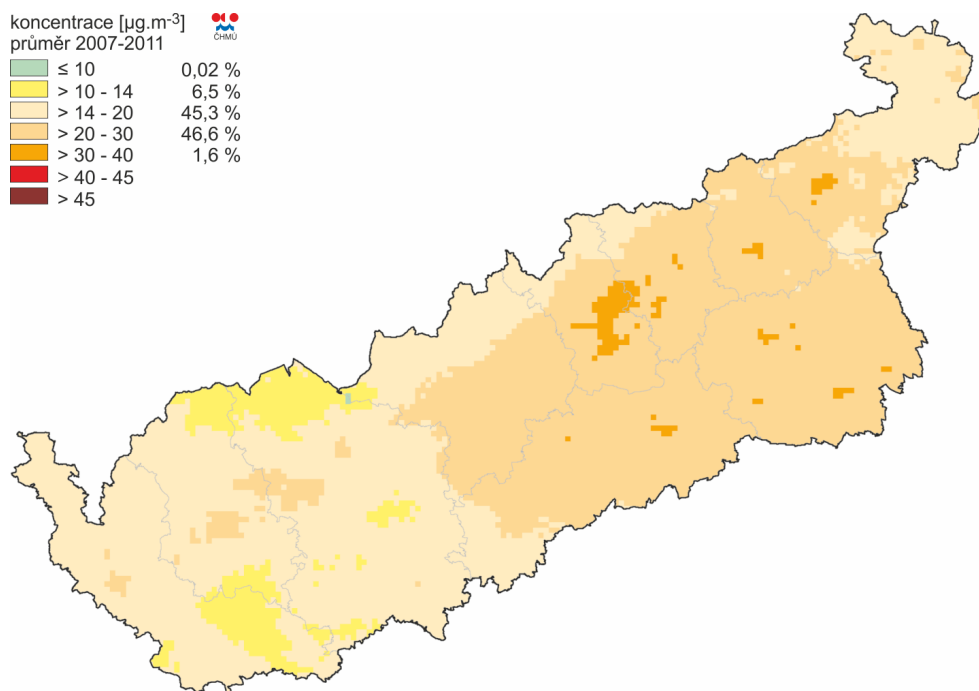 koncentrace [µg.m-3]
ČHMÚ
průměr 2007-2011
≤ 10 0,02 %
> 10 - 14 6,5 %
> 14 - 20 45,3 %
> 20 - 30 46,6 %
> 30 - 40 1,6 %
> 40 - 45
> 45